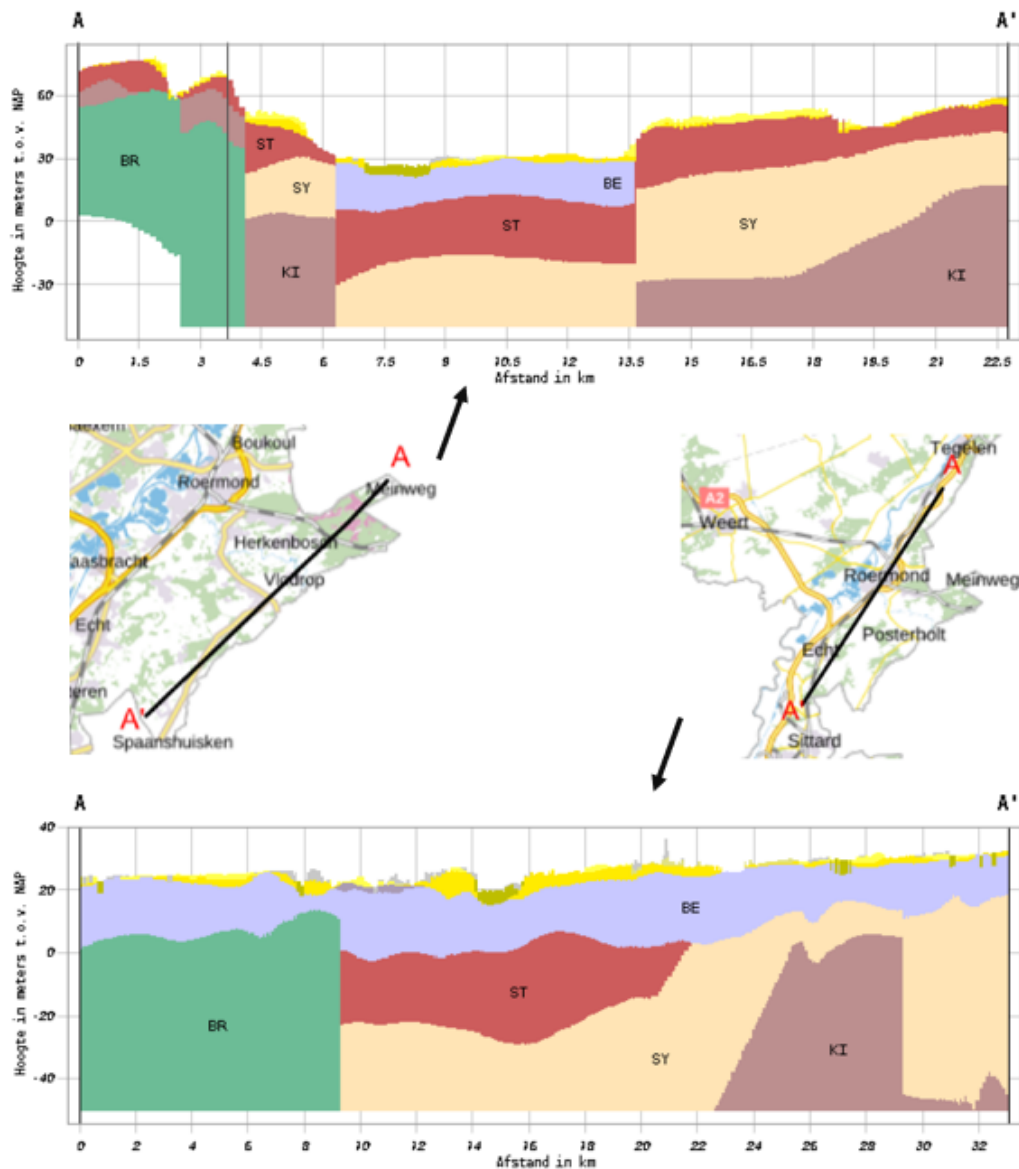 A A'
Hoogte in meters t.o.v. NAP
60
30
0
-30
BR
ST
SY
KI
BE
ST
SY
KI
0 1.5 3 4.5 6 7.5 9 10.5 12 13.5 15 16.5 18 19.5 21 22.5
Afstand in km
aexem
Boukoul
Roermond
A
Meinweg
Herkenbosch
aasbracht
Vlodrop
Echt
teren
A'
Spaanshuisken
Tegelen
A
A2
Weert
Roermond
Meinweg
Posterholt
Echt
A'
Sittard
A A'
Hoogte in meters t.o.v. NAP
40
20
0
-20
-40
BR
ST
BE
SY
KI
0 2 4 6 8 10 12 14 16 18 20 22 24 26 28 30 32
Afstand in km